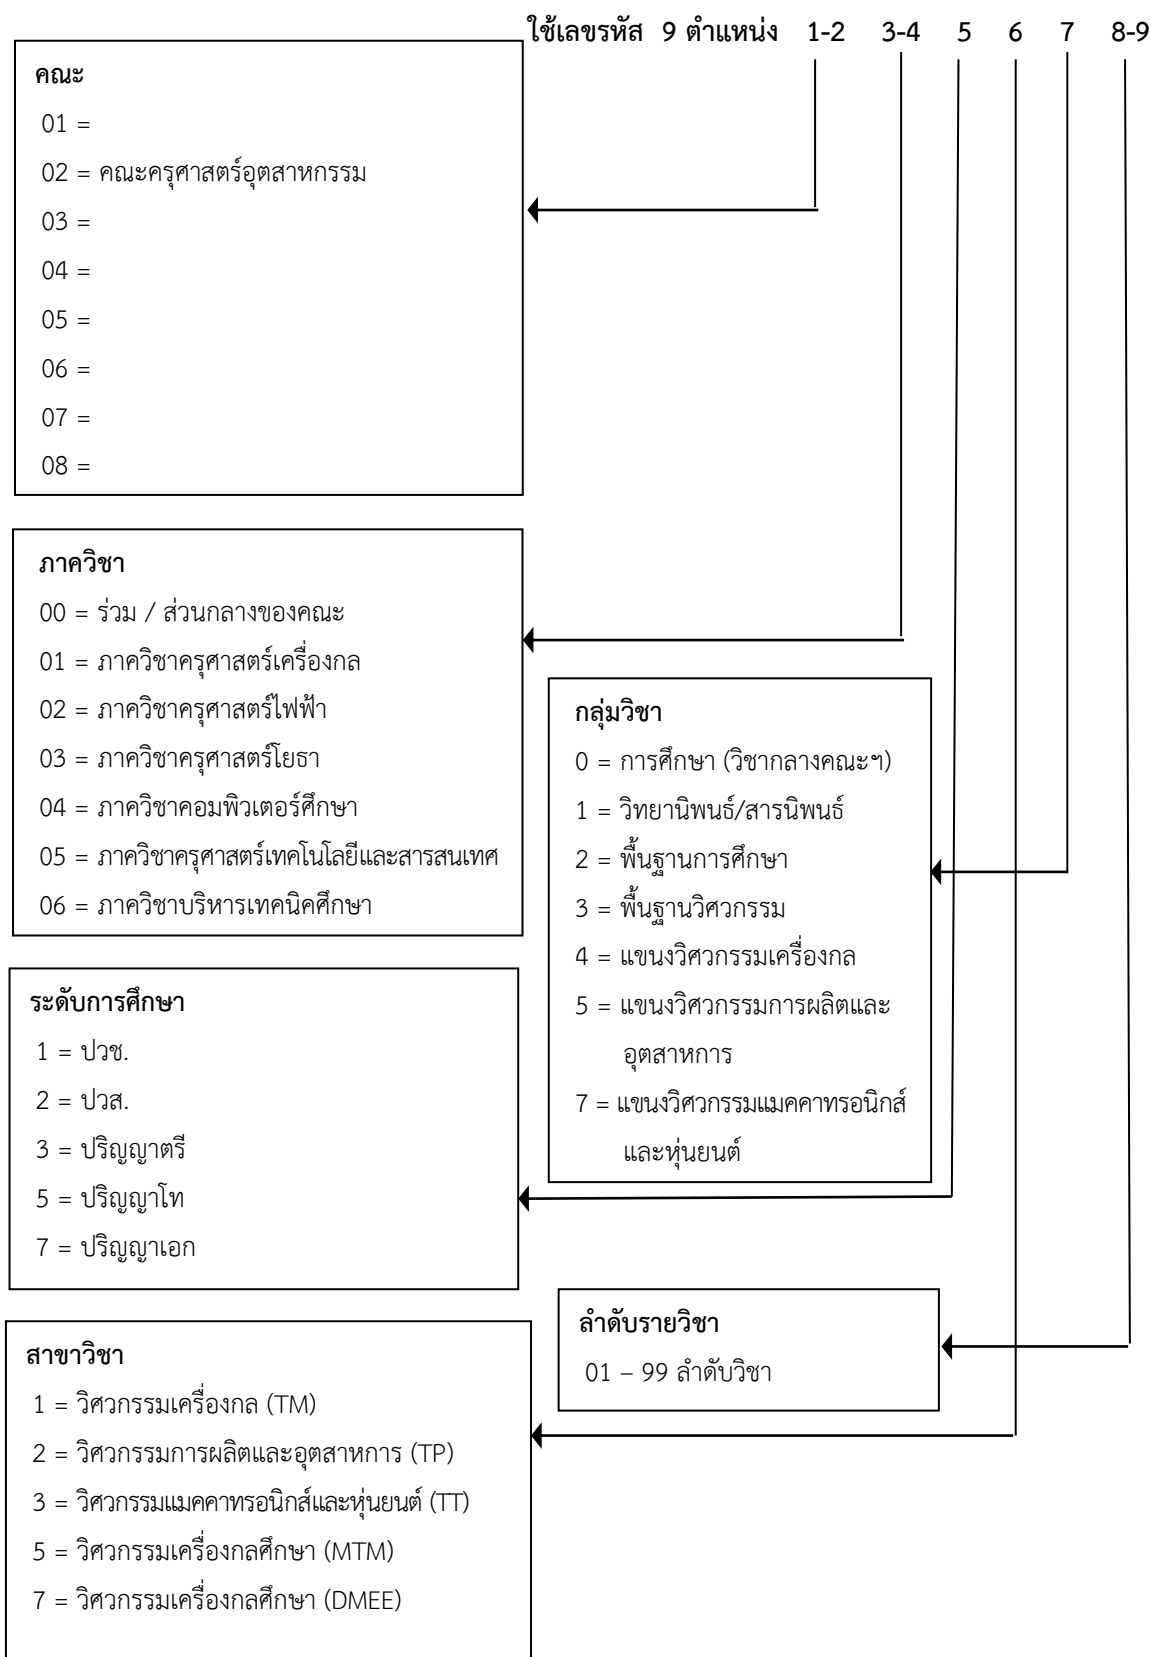 ใช้เลขรหัส 9 ตำแหน่ง 1-2 3-4 5 6 7 8-9
คณะ
01 =
02 = คณะครุศาสตร์อุตสาหกรรม
03 =
04 =
05 =
06 =
07 =
08 =
ภาควิชา
00 = ร่วม / ส่วนกลางของคณะ
01 = ภาควิชาครุศาสตร์เครื่องกล
02 = ภาควิชาครุศาสตร์ไฟฟ้า
03 = ภาควิชาครุศาสตร์โยธา
04 = ภาควิชาคอมพิวเตอร์ศึกษา
05 = ภาควิชาครุศาสตร์เทคโนโลยีและสารสนเทศ
06 = ภาควิชาบริหารเทคนิคศึกษา
กลุ่มวิชา
0 = การศึกษา (วิชากลางคณะฯ)
1 = วิทยานิพนธ์/สารนิพนธ์
2 = พื้นฐานการศึกษา
3 = พื้นฐานวิศวกรรม
4 = แขนงวิศวกรรมเครื่องกล
5 = แขนงวิศวกรรมการผลิตและ
อุตสาหการ
7 = แขนงวิศวกรรมแมคคาทรอนิกส์
และหุ่นยนต์
ระดับการศึกษา
1 = ปวช.
2 = ปวส.
3 = ปริญญาตรี
5 = ปริญญาโท
7 = ปริญญาเอก
ลำดับรายวิชา
01 – 99 ลำดับวิชา
สาขาวิชา
1 = วิศวกรรมเครื่องกล (TM)
2 = วิศวกรรมการผลิตและอุตสาหการ (TP)
3 = วิศวกรรมแมคคาทรอนิกส์และหุ่นยนต์ (TT)
5 = วิศวกรรมเครื่องกลศึกษา (MTM)
7 = วิศวกรรมเครื่องกลศึกษา (DMEE)